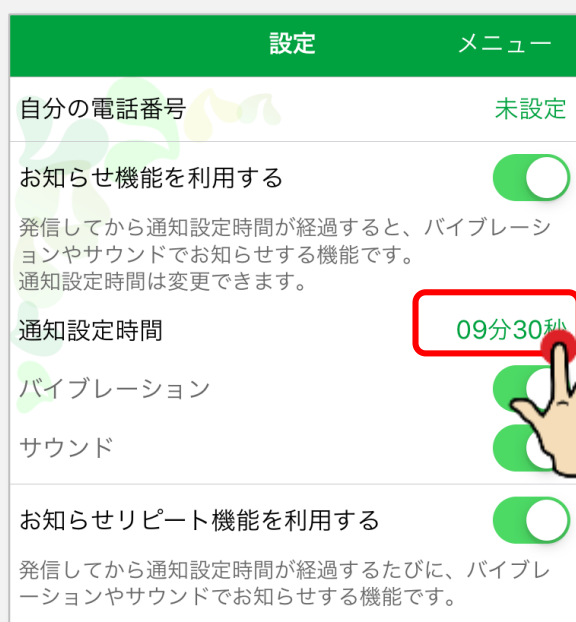 設定 メニュー
自分の電話番号 未設定
お知らせ機能を利用する
発信してから通知設定時間が経過すると、バイブレーシ
ョンやサウンドでお知らせする機能です。
通知設定時間は変更できます。
通知設定時間 09分30秒
バイブレーション
サウンド
お知らせリピート機能を利用する
発信してから通知設定時間が経過するたびに、バイブレ
ーションやサウンドでお知らせする機能です。